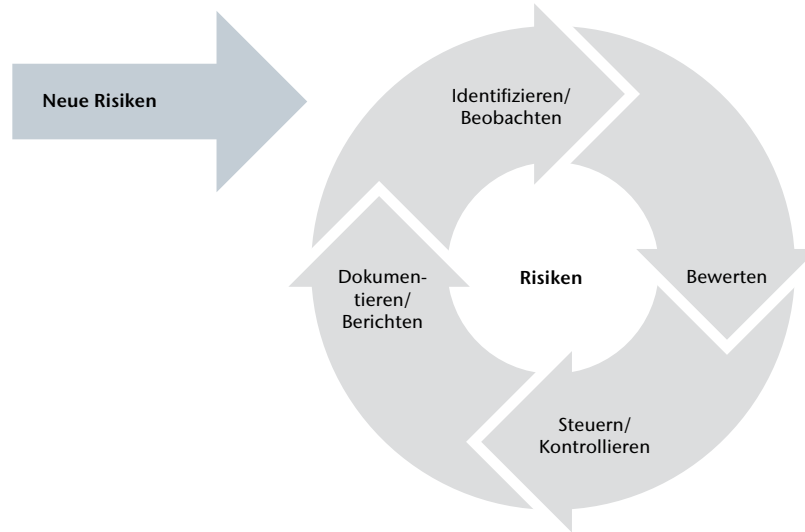 Neue Risiken
Identifizieren/
Beobachten
Risiken
Bewerten
Steuern/
Kontrollieren
Dokumen-
tieren/
Berichten